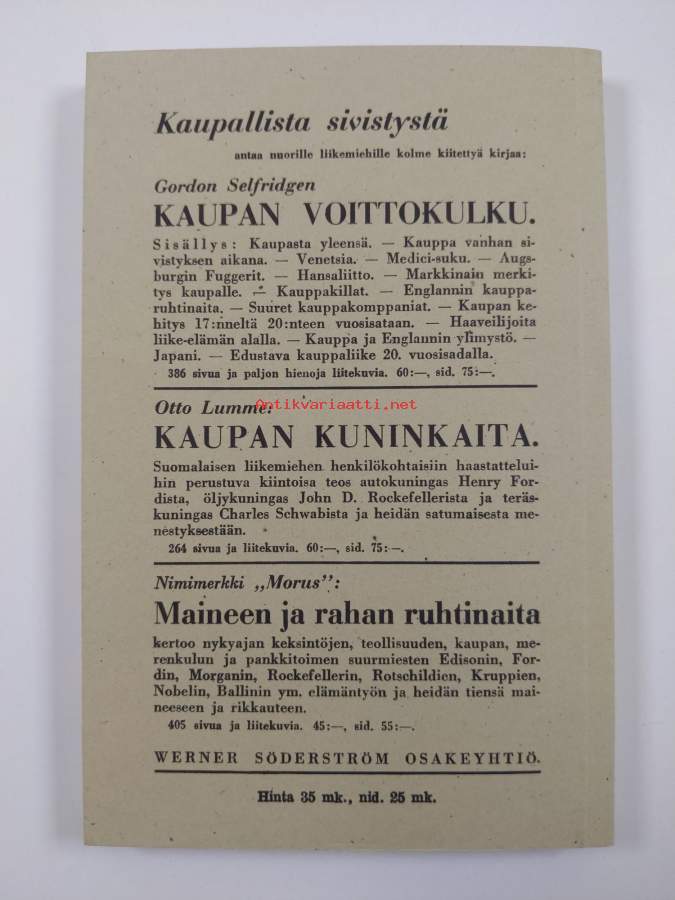 Kaupallista sivistystä
antaa nuorille liikemiehille kolme kiitettyä kirjaa:
Gordon Selfridgen
KAUPAN VOITTOKULKU.
Sisällys: Kaupasta yleensä. — Kauppa vanhan si-
vistyksen aikana. — Venetsia. — Medici-suku. — Augs-
burgin Fuggerit. — Hansaliitto. — Markkinain merki-
tys kaupalle. — Kauppakillat. — Englannin kauppa-
ruhtinaita. — Suuret kauppakomppaniat. — Kaupan ke-
hitys 17:nneltä 20:nteen vuosisataan. — Haaveilijoita
liike-elämän alalla. — Kauppa ja Englannin ylimystö. —
Japani. — Edustava kauppaliike 20. vuosisadalla.
386 sivua ja paljon hienoja liitekuvia. 60:—, sid. 75:—.
Antikvariaatti.net
Otto Lumme:
KAUPAN KUNINKAITA.
Suomalaisen liikemiehen henkilökohtaisiin haastattelui-
hin perustuva kiintoisa teos autokuningas Henry For-
dista, öljykuningas John D. Rockefellerista ja teräs-
kuningas Charles Schwabista ja heidän satumaisesta me-
nestyksestään.
264 sivua ja liitekuvia. 60:—, sid. 75:—.
Nimimerkki „Morus”:
Maineen ja rahan ruhtinaita
kertoo nykyajan keksintöjen, teollisuuden, kaupan, me-
renkulun ja pankkitoimen suurmiesten Edisonin, For-
din, Morganin, Rockefellerin, Rotschildien, Kruppien,
Nobelin, Ballinin ym. elämäntyön ja heidän tiensä mai-
neeseen ja rikkauteen.
405 sivua ja liitekuvia. 45:—, sid. 55:—.
WERNER SÖDERSTRÖM OSAKEYHTIÖ.
Hinta 35 mk., nid. 25 mk.